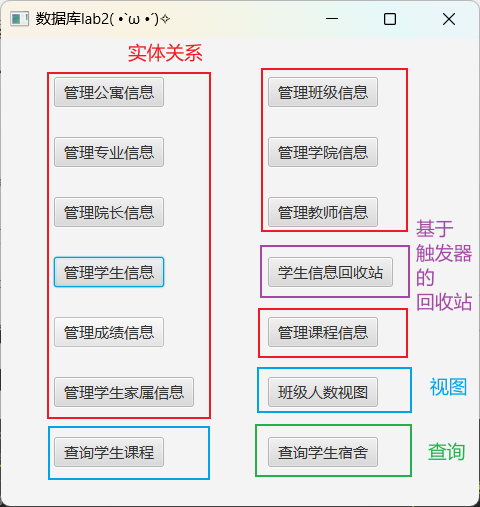 数据库lab2( •̀ω •́ )✧
实体关系
管理公寓信息
管理班级信息
管理专业信息
管理学院信息
管理院长信息
管理教师信息
基于
触发器
的
回收站
管理学生信息
学生信息回收站
管理成绩信息
管理课程信息
管理学生家属信息
班级人数视图
视图
查询学生课程
查询学生宿舍
查询